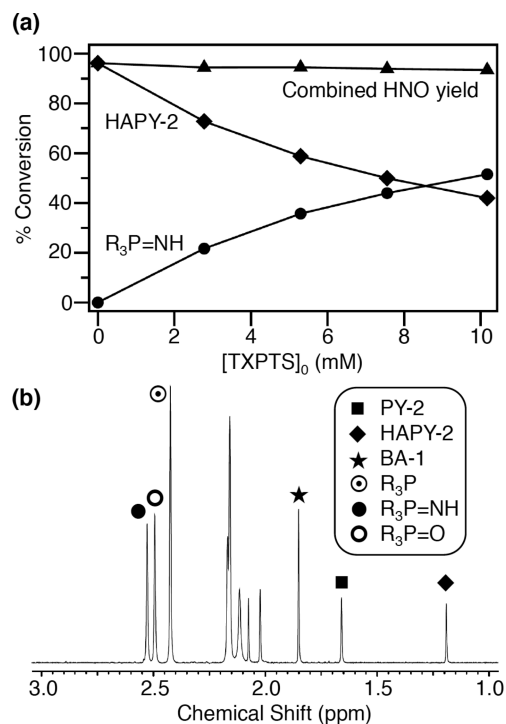 (a)
100
80
60
40
20
0
% Conversion
Combined HNO yield
HAPY-2
R₃P=NH
0 2 4 6 8 10
[TXPTS]₀ (mM)
(b)
PY-2
HAPY-2
BA-1
R₃P
R₃P=NH
R₃P=O
3.0 2.5 2.0 1.5 1.0
Chemical Shift (ppm)